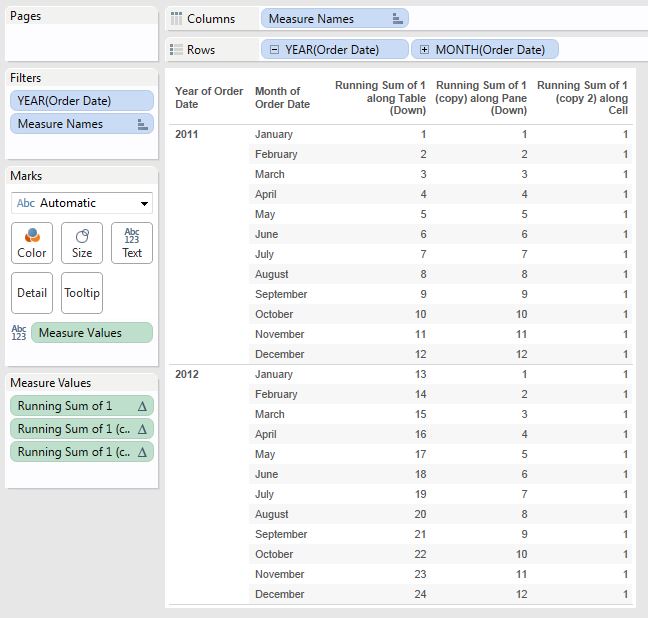 Pages
Columns Measure Names
Rows YEAR(Order Date) MONTH(Order Date)
Filters
YEAR(Order Date)
Measure Names
Marks
Abc Automatic
Color Size Abc 123 Text
Detail Tooltip
Abc 123 Measure Values
Measure Values
Running Sum of 1 Δ
Running Sum of 1 (c.. Δ
Running Sum of 1 (c.. Δ
Year of Order Date Month of Order Date Running Sum of 1 along Table (Down) Running Sum of 1 (copy) along Pane (Down) Running Sum of 1 (copy 2) along Cell
2011 January 1 1 1
February 2 2 1
March 3 3 1
April 4 4 1
May 5 5 1
June 6 6 1
July 7 7 1
August 8 8 1
September 9 9 1
October 10 10 1
November 11 11 1
December 12 12 1
2012 January 13 1 1
February 14 2 1
March 15 3 1
April 16 4 1
May 17 5 1
June 18 6 1
July 19 7 1
August 20 8 1
September 21 9 1
October 22 10 1
November 23 11 1
December 24 12 1